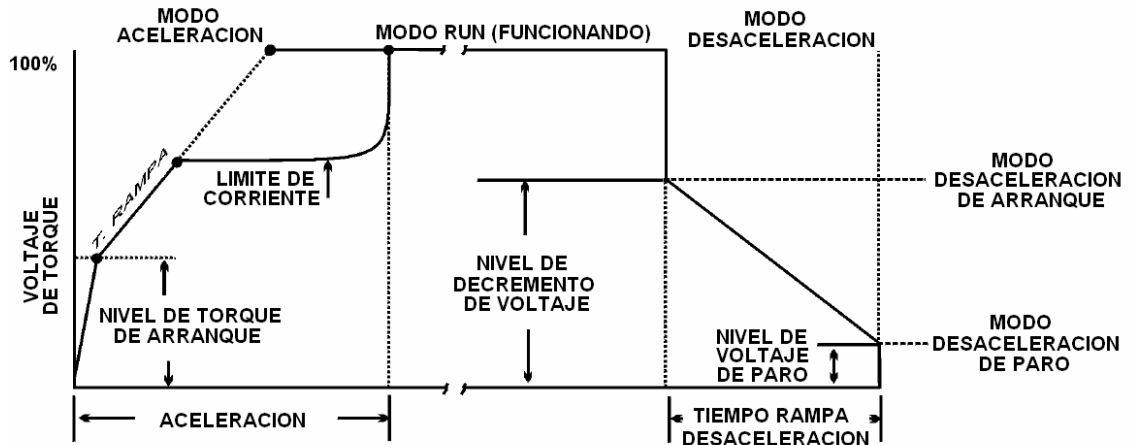 MODO
ACELERACION
MODO RUN (FUNCIONANDO)
MODO
DESACELERACION
100%
T. RAMPA
LIMITE DE
CORRIENTE
MODO
DESACELERACION
DE ARRANQUE
VOLTAJE
DE TORQUE
NIVEL DE TORQUE
DE ARRANQUE
NIVEL DE
DECREMENTO
DE VOLTAJE
NIVEL DE
VOLTAJE
DE PARO
MODO
DESACELERACION
DE PARO
ACELERACION
TIEMPO RAMPA
DESACELERACION